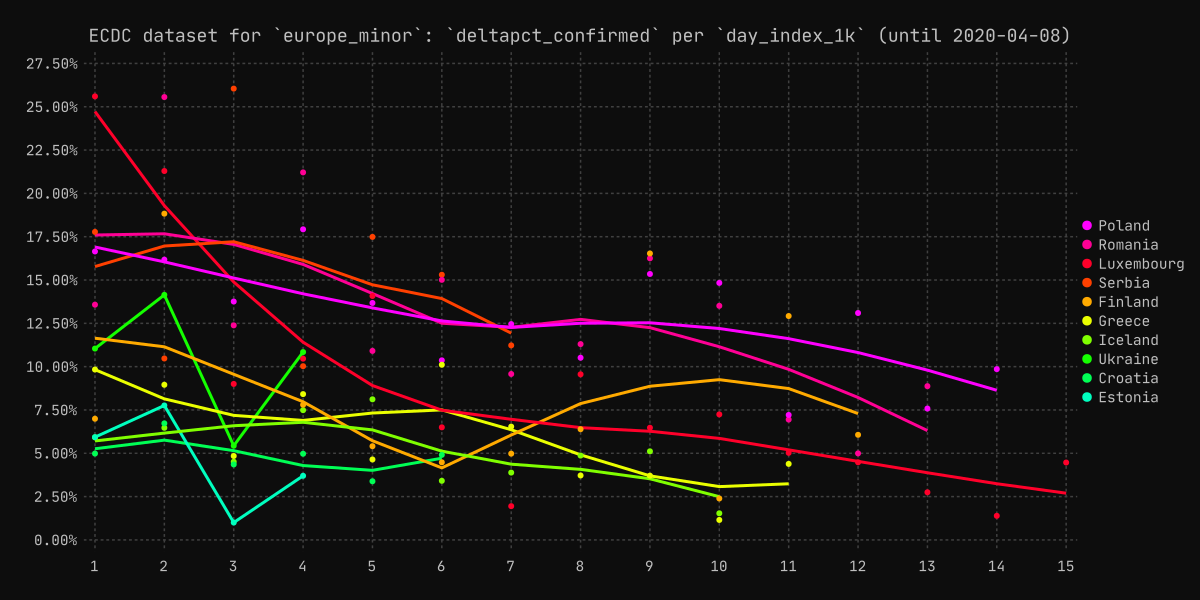 ECDC dataset for `europe_minor`: `deltapct_confirmed` per `day_index_1k` (until 2020-04-08)
27.50%
25.00%
22.50%
20.00%
17.50%
15.00%
12.50%
10.00%
7.50%
5.00%
2.50%
0.00%
1 2 3 4 5 6 7 8 9 10 11 12 13 14 15
Poland
Romania
Luxembourg
Serbia
Finland
Greece
Iceland
Ukraine
Croatia
Estonia